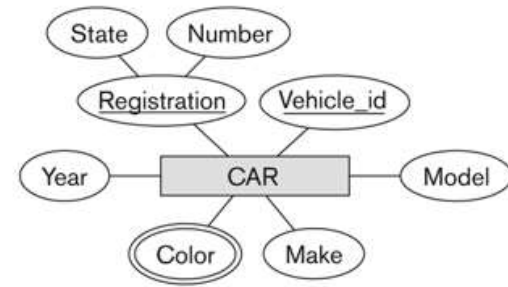 State
Number
Registration
Vehicle_id
Year
CAR
Model
Color
Make